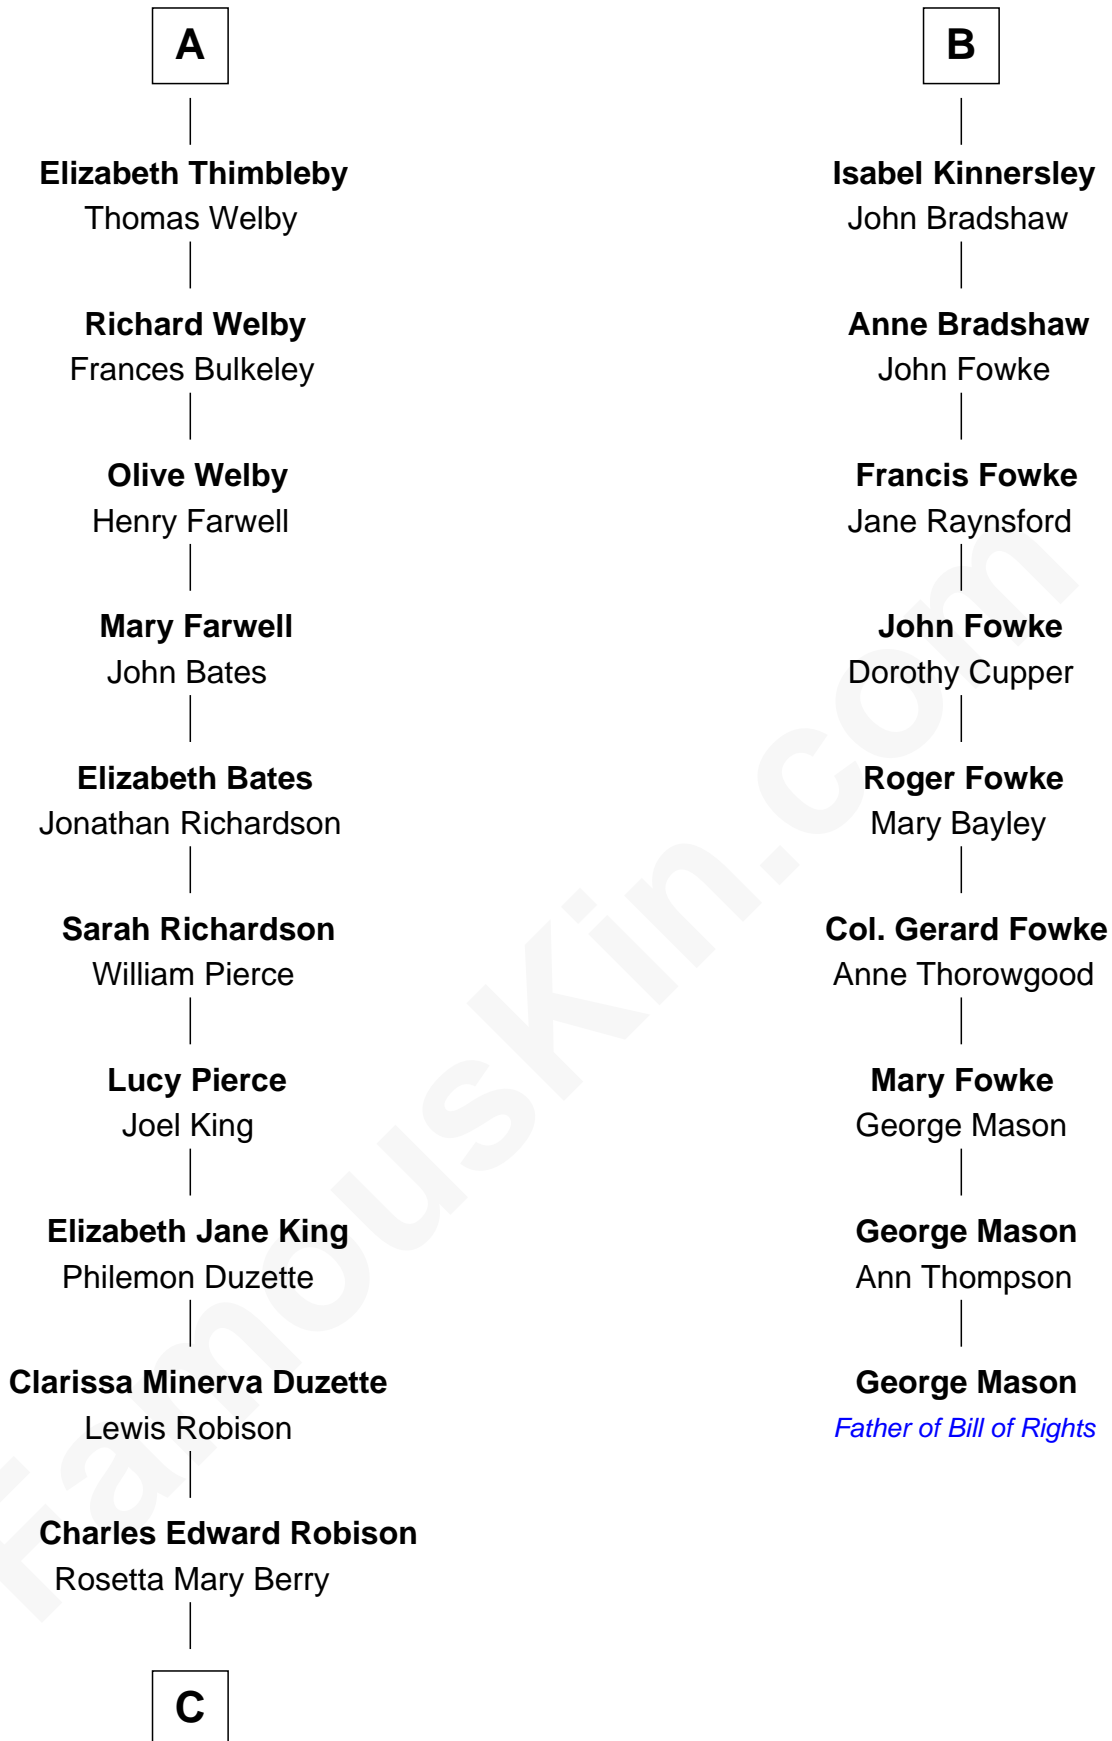 A
Elizabeth Thimbleby
Thomas Welby
Richard Welby
Frances Bulkeley
Olive Welby
Henry Farwell
Mary Farwell
John Bates
Elizabeth Bates
Jonathan Richardson
Sarah Richardson
William Pierce
Lucy Pierce
Joel King
Elizabeth Jane King
Philemon Duzette
Clarissa Minerva Duzette
Lewis Robison
Charles Edward Robison
Rosetta Mary Berry
C
B
Isabel Kinnersley
John Bradshaw
Anne Bradshaw
John Fowke
Francis Fowke
Jane Raynsford
John Fowke
Dorothy Cupper
Roger Fowke
Mary Bayley
Col. Gerard Fowke
Anne Thorowgood
Mary Fowke
George Mason
George Mason
Ann Thompson
George Mason
Father of Bill of Rights
FamousKin.com